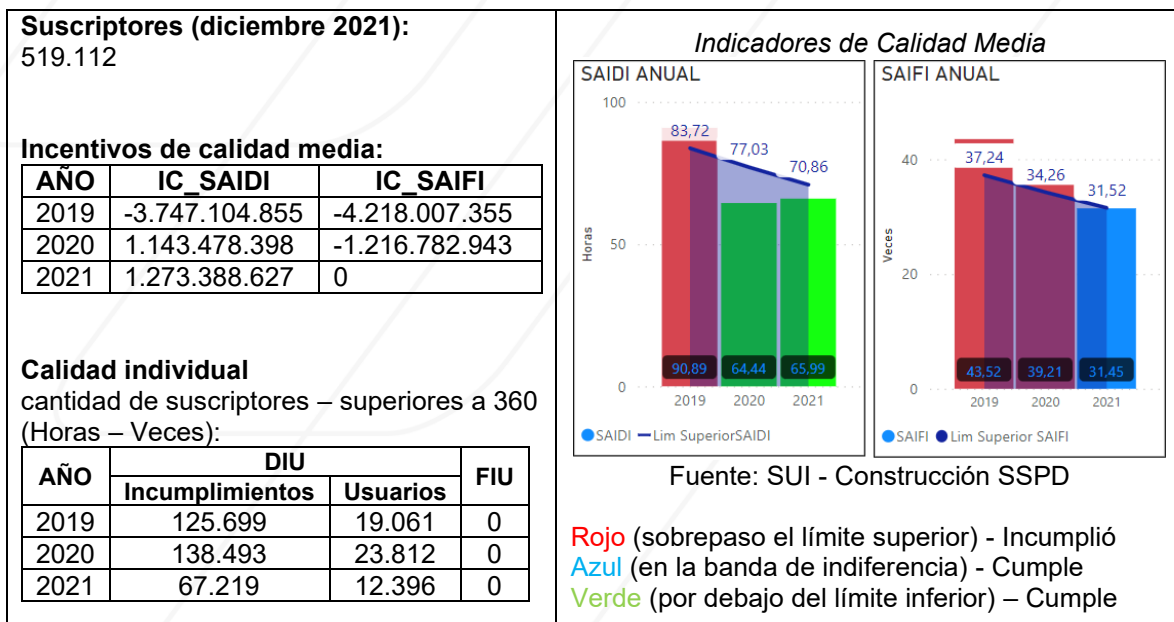 Suscriptores (diciembre 2021):
519.112
Incentivos de calidad media:
AÑO IC_SAIDI IC_SAIFI
2019 -3.747.104.855 -4.218.007.355
2020 1.143.478.398 -1.216.782.943
2021 1.273.388.627 0
Calidad individual
cantidad de suscriptores – superiores a 360
(Horas – Veces):
AÑO DIU FIU
Incumplimientos Usuarios
2019 125.699 19.061 0
2020 138.493 23.812 0
2021 67.219 12.396 0
Indicadores de Calidad Media
SAIDI ANUAL
100
83,72
77,03
70,86
Horas
50
90,89 64,44 65,99
0
2019 2020 2021
SAIDI Lim SuperiorSAIDI
SAIFI ANUAL
40
37,24
34,26
31,52
Veces
20
43,52 39,21 31,45
0
2019 2020 2021
SAIFI Lim Superior SAIFI
Fuente: SUI - Construcción SSPD
Rojo (sobrepaso el límite superior) - Incumplió
Azul (en la banda de indiferencia) - Cumple
Verde (por debajo del límite inferior) – Cumple